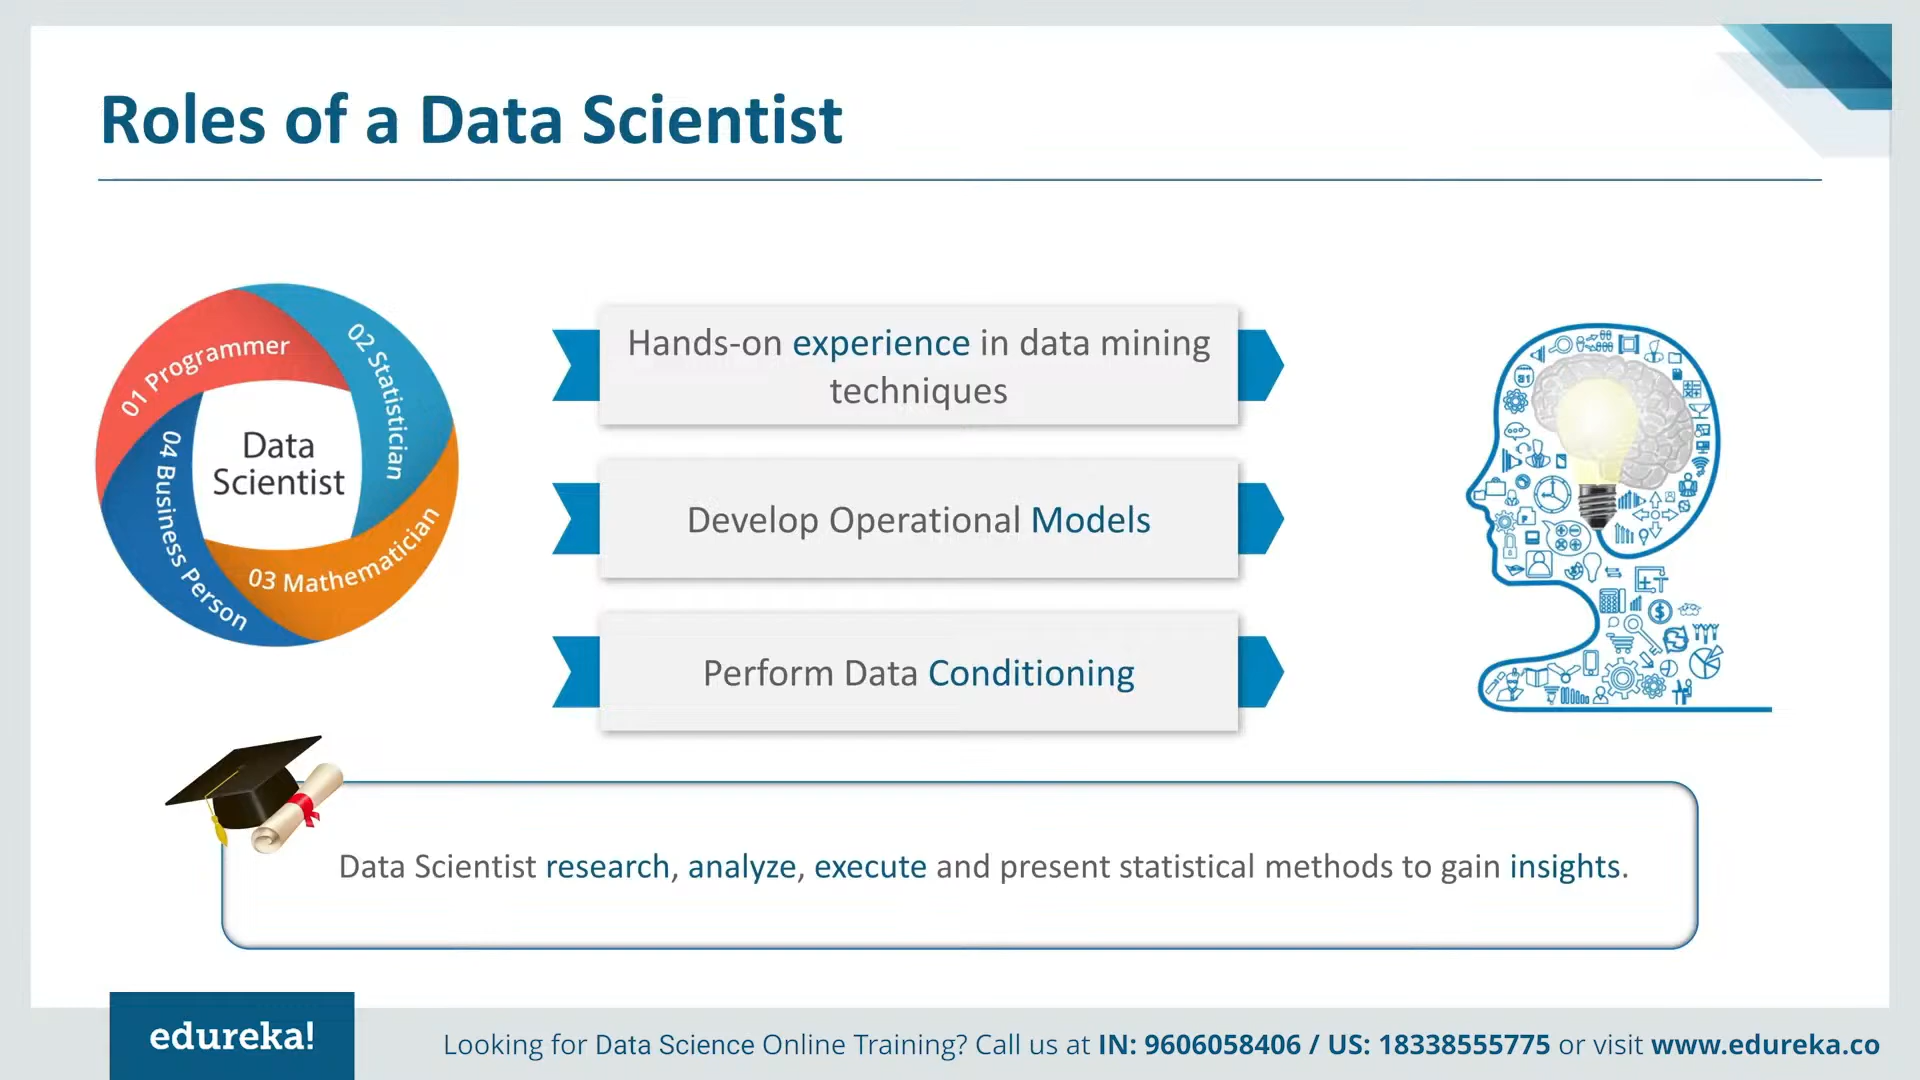 Roles of a Data Scientist
01 Programmer
02 Statistician
03 Mathematician
04 Business Person
Data
Scientist
Hands-on experience in data mining
techniques
Develop Operational Models
Perform Data Conditioning
Data Scientist research, analyze, execute and present statistical methods to gain insights.
edureka!
Looking for Data Science Online Training? Call us at IN: 9606058406 / US: 18338555775 or visit www.edureka.co